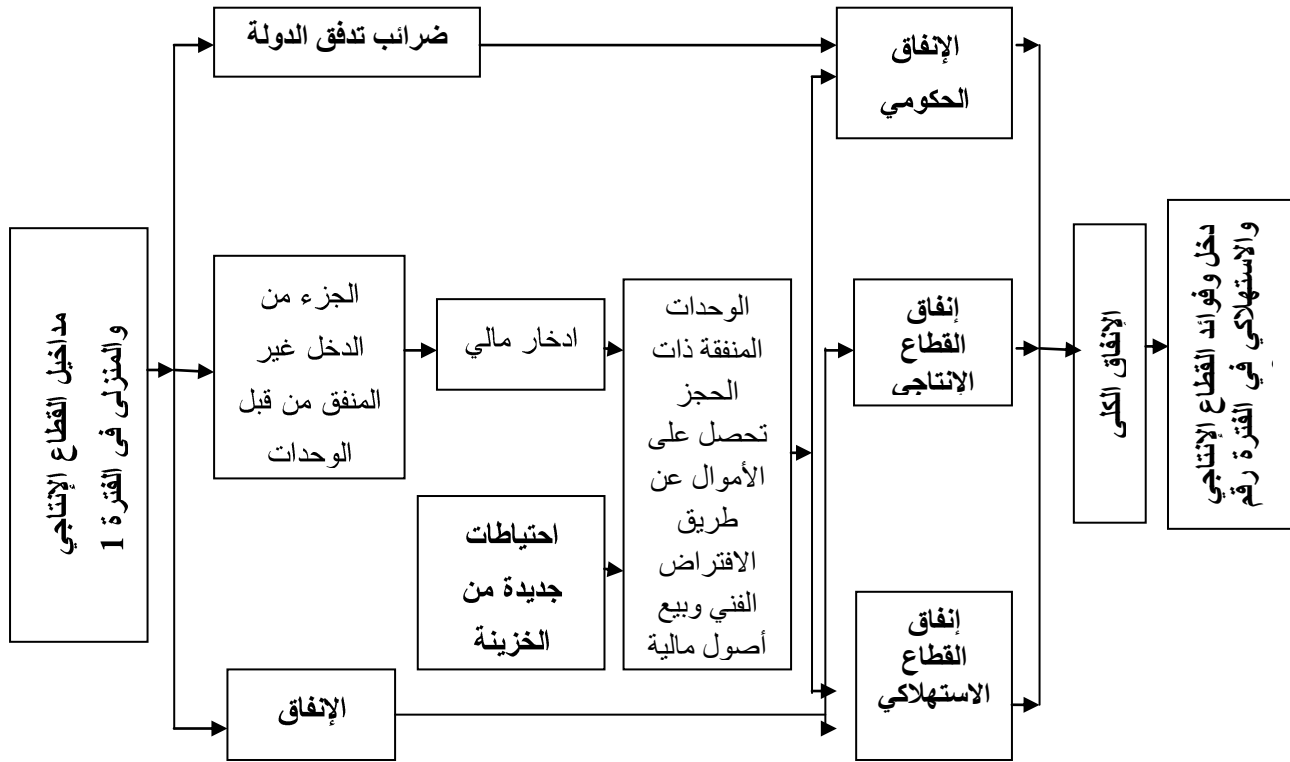 ضرائب تدفق الدولة
الإنفاق
الحكومي
مداخيل القطاع الإنتاجي
والمنزلي في الفترة 1
الجزء من
الدخل غير
المنفق من قبل
الوحدات
ادخار مالي
احتياطات
جديدة من
الخزينة
الوحدات
المنفقة ذات
الحجز
تحصل على
الأموال عن
طريق
الافتراض
الفني وبيع
أصول مالية
إنفاق
القطاع
الإنتاجي
إنفاق
القطاع
الاستهلاكي
الإنفاق
الإنفاق الكلي
دخل وفوائد القطاع الإنتاجي
والاستهلاكي في الفترة رقم